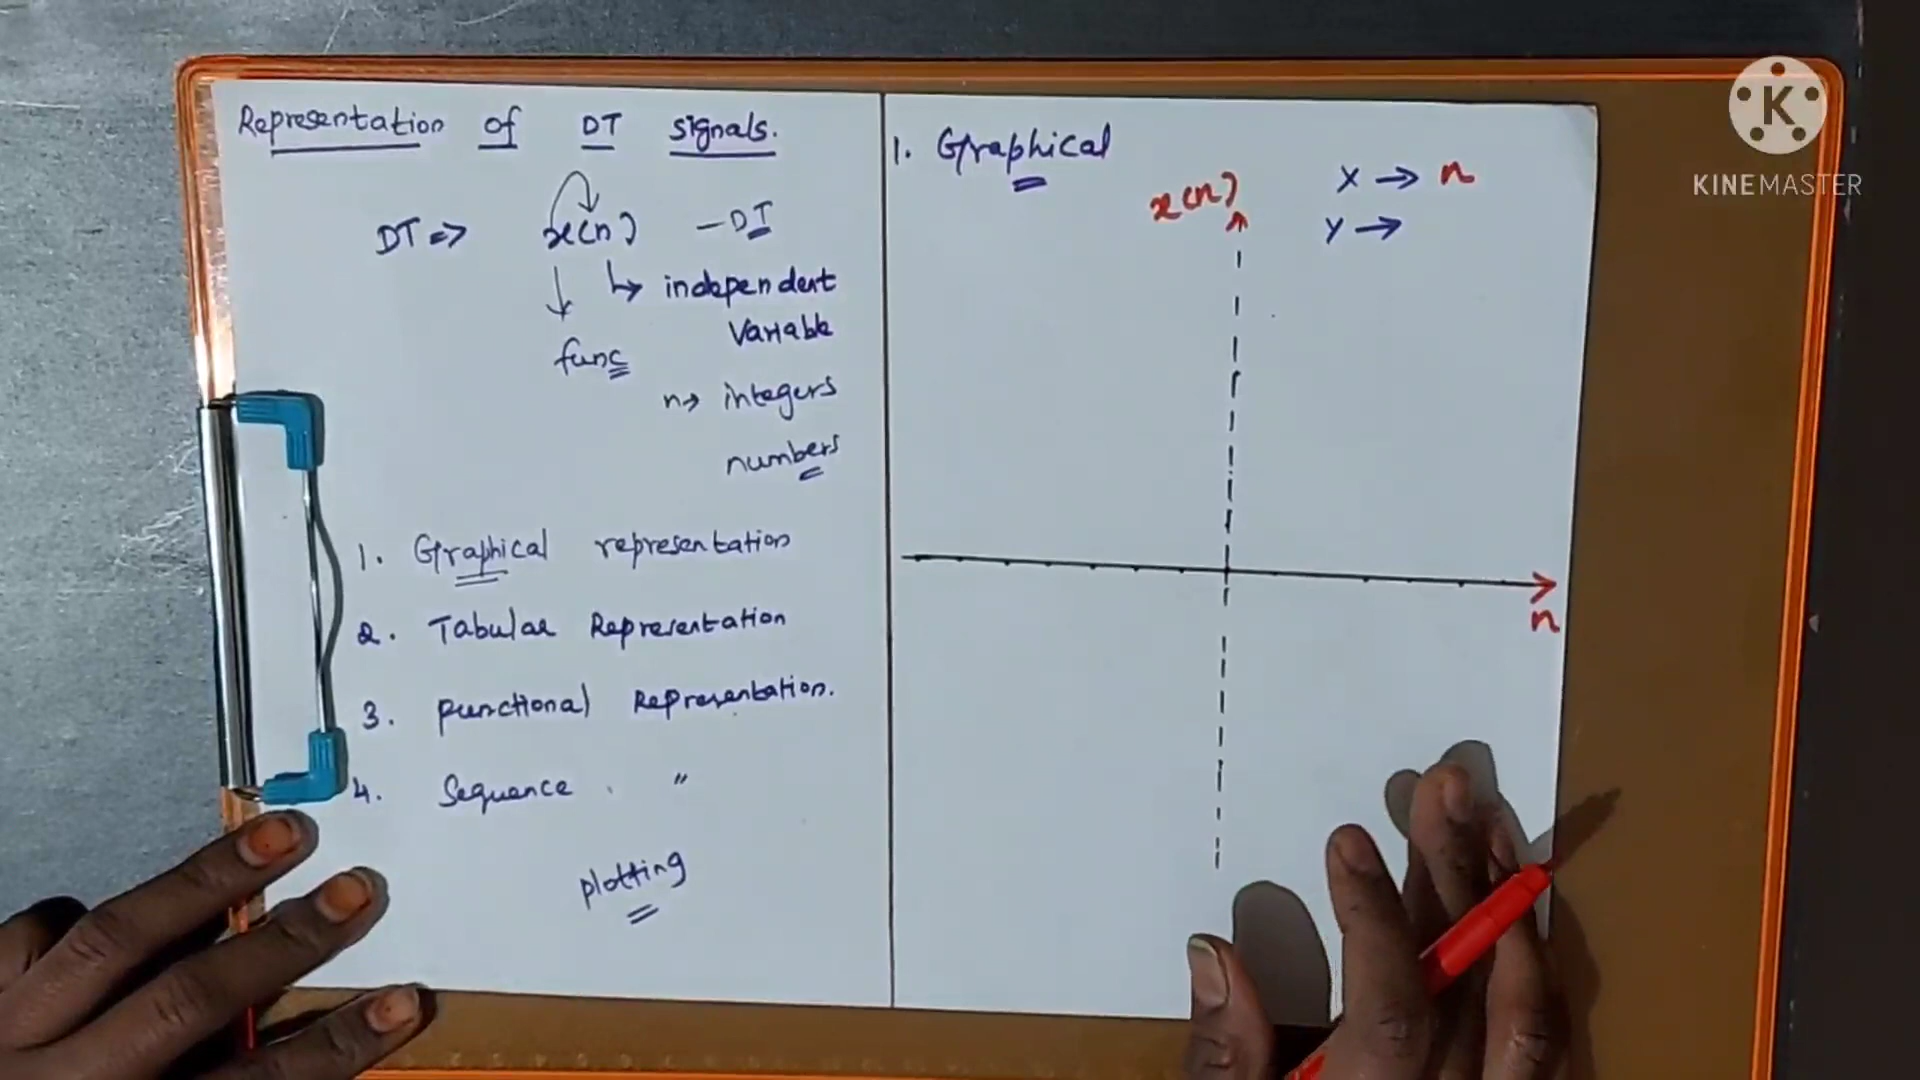 Representation of DT signals.
DT => x(n) - DT
independent
variable
func
n → integers
numbers
1. Graphical representation
2. Tabular Representation
3. Functional Representation.
4. Sequence "
plotting
1. Graphical
x(n)
X → n
Y →
n
K
KINEMASTER